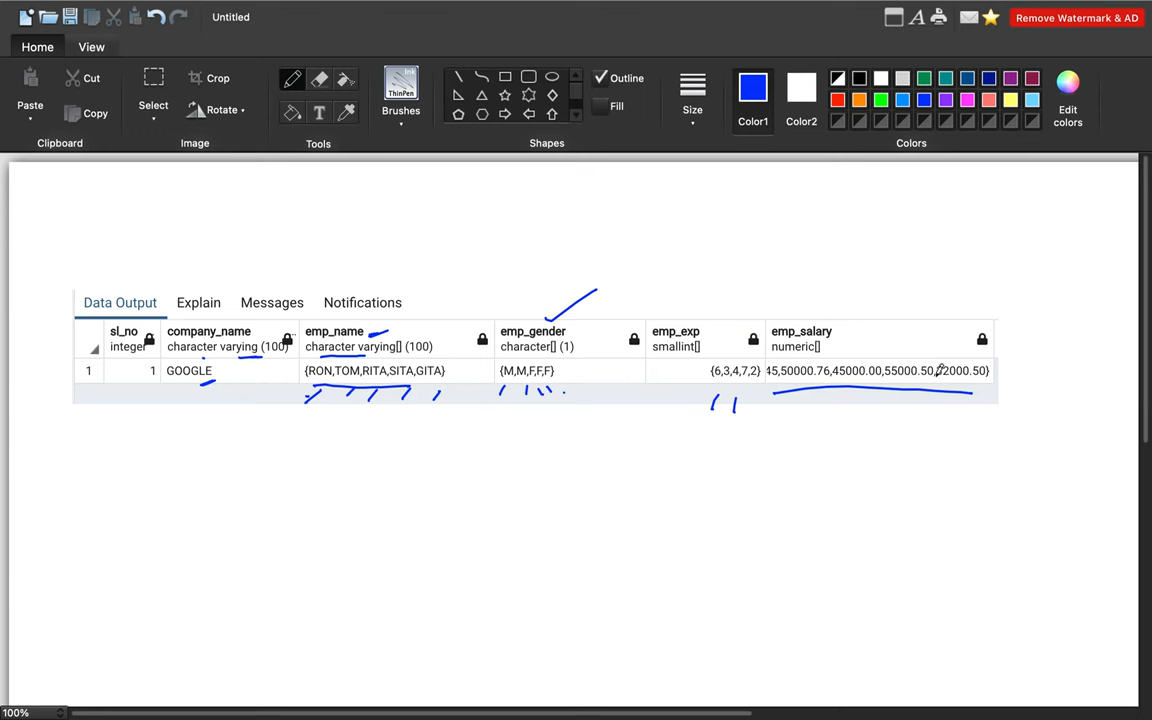 Untitled
Remove Watermark & AD
Home View
Paste Cut Copy Select Crop Rotate Ink ThinPen Brushes Outline Fill Size Color1 Color2 Edit colors
Clipboard Image Tools Shapes Colors
Data Output Explain Messages Notifications
sl_no company_name emp_name emp_gender emp_exp emp_salary
integer character varying (100) character varying[] (100) character[] (1) smallint[] numeric[]
1 1 GOOGLE {RON,TOM,RITA,SITA,GITA} {M,M,F,F,F} {6,3,4,7,2} 45,50000.76,45000.00,55000.50, 2000.50}
100%